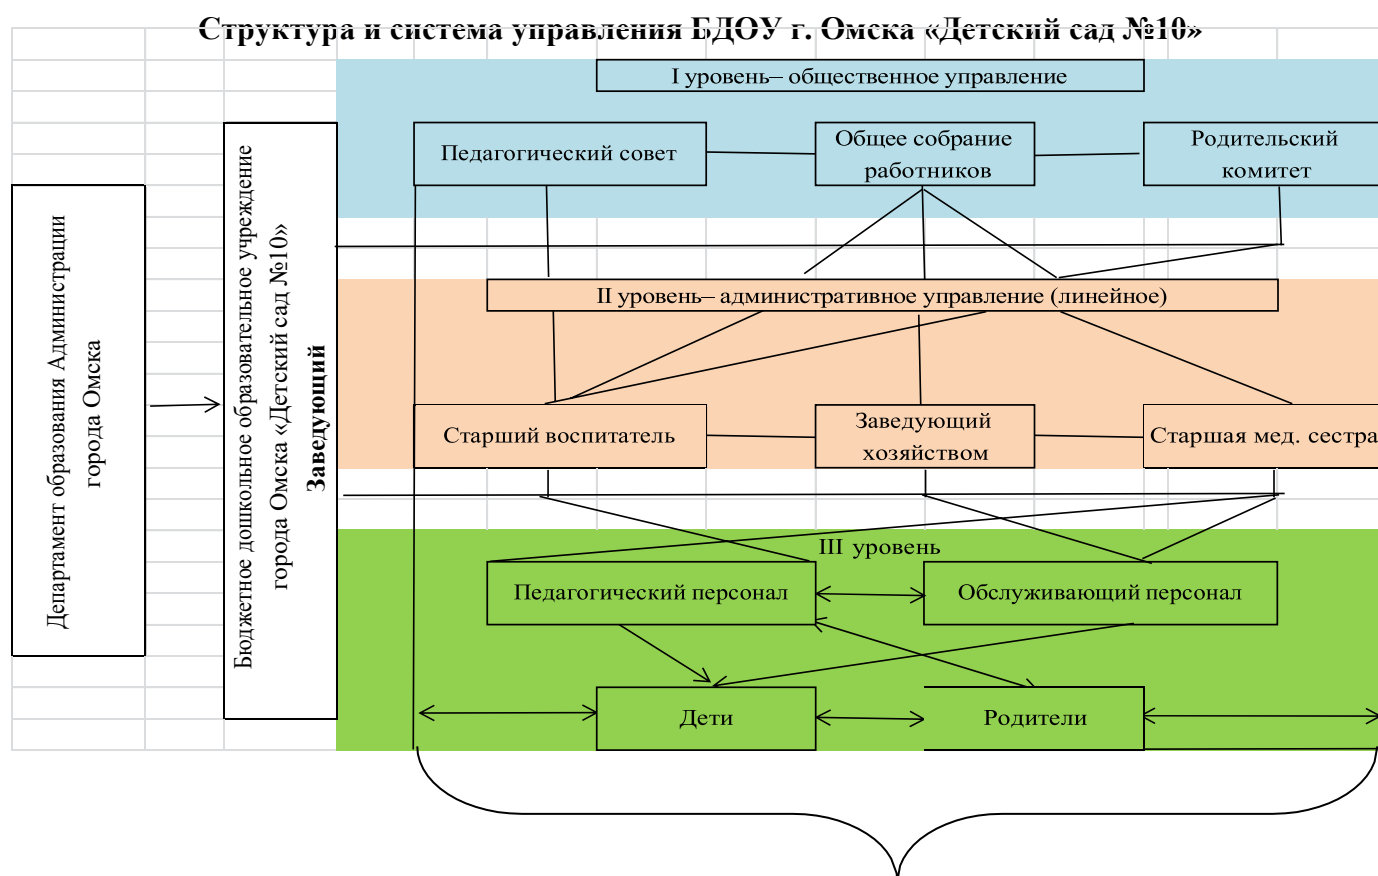 Структура и система управления БДОУ г. Омска «Детский сад №10»
I уровень– общественное управление
Педагогический совет
Общее собрание
работников
Родительский
комитет
Департамент образования Администрации
города Омска
Бюджетное дошкольное образовательное учреждение
города Омска «Детский сад №10»
Заведующий
II уровень– административное управление (линейное)
Старший воспитатель
Заведующий
хозяйством
Старшая мед. сестра
III уровень
Педагогический персонал
Обслуживающий персонал
Дети
Родители